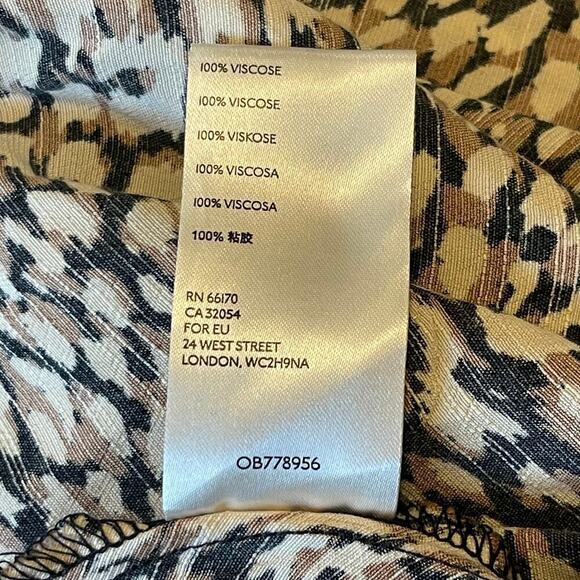 100% VISCOSE
100% VISCOSE
100% VISKOSE
100% VISCOSA
100% VISCOSA
100% 粘胶
RN 66170
CA 32054
FOR EU
24 WEST STREET
LONDON, WC2H9NA
OB778956